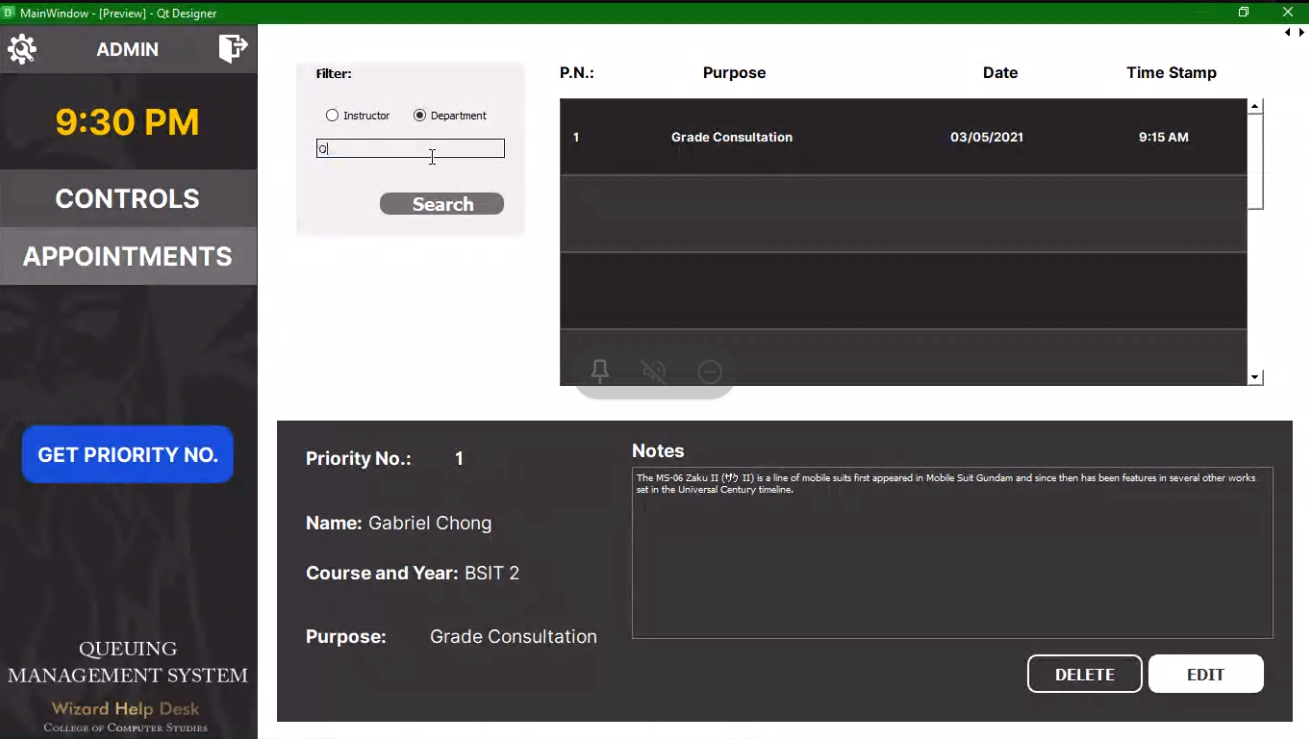 MainWindow - [Preview] - Qt Designer
ADMIN
9:30 PM
CONTROLS
APPOINTMENTS
GET PRIORITY NO.
QUEUING
MANAGEMENT SYSTEM
Wizard Help Desk
COLLEGE OF COMPUTER STUDIES
Filter:
Instructor Department
Q
Search
P.N.: Purpose Date Time Stamp
1 Grade Consultation 03/05/2021 9:15 AM
Priority No.: 1
Name: Gabriel Chong
Course and Year: BSIT 2
Purpose: Grade Consultation
Notes
The MS-06 Zaku II (ザク II) is a line of mobile suits first appeared in Mobile Suit Gundam and since then has been features in several other works
set in the Universal Century timeline.
DELETE EDIT